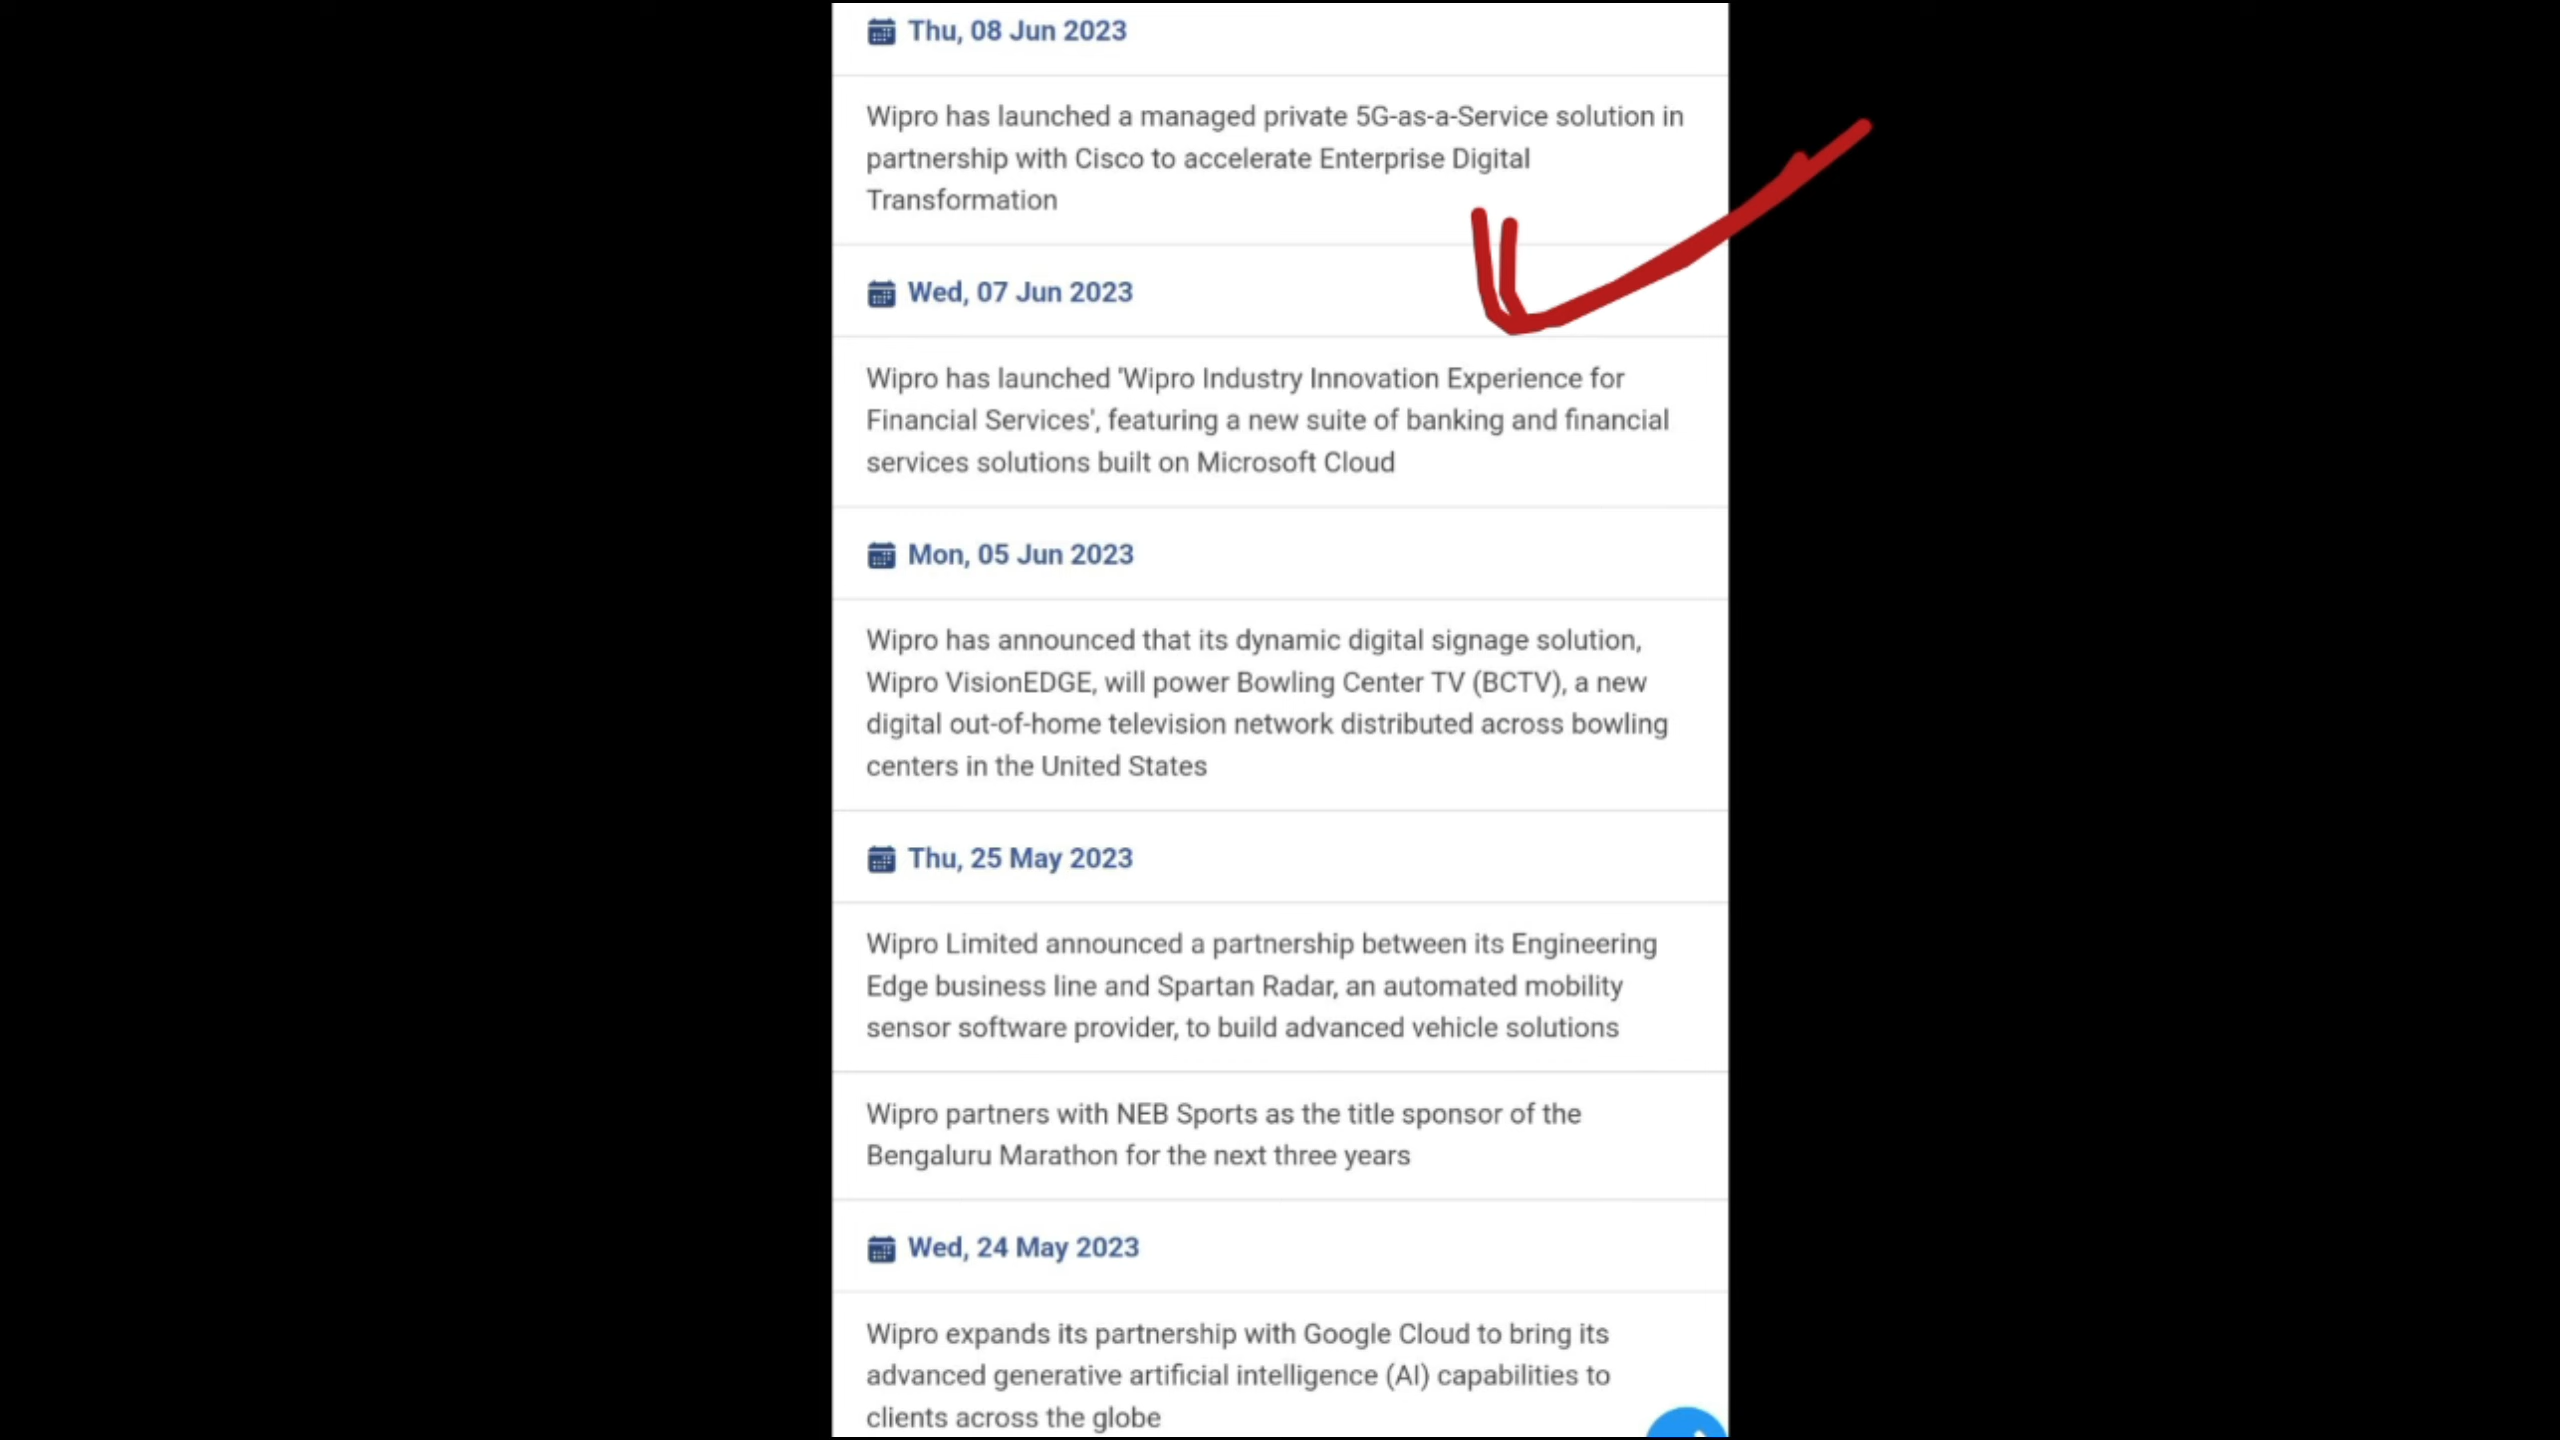 Thu, 08 Jun 2023
Wipro has launched a managed private 5G-as-a-Service solution in
partnership with Cisco to accelerate Enterprise Digital
Transformation
Wed, 07 Jun 2023
Wipro has launched 'Wipro Industry Innovation Experience for
Financial Services', featuring a new suite of banking and financial
services solutions built on Microsoft Cloud
Mon, 05 Jun 2023
Wipro has announced that its dynamic digital signage solution,
Wipro VisionEDGE, will power Bowling Center TV (BCTV), a new
digital out-of-home television network distributed across bowling
centers in the United States
Thu, 25 May 2023
Wipro Limited announced a partnership between its Engineering
Edge business line and Spartan Radar, an automated mobility
sensor software provider, to build advanced vehicle solutions
Wipro partners with NEB Sports as the title sponsor of the
Bengaluru Marathon for the next three years
Wed, 24 May 2023
Wipro expands its partnership with Google Cloud to bring its
advanced generative artificial intelligence (AI) capabilities to
clients across the globe